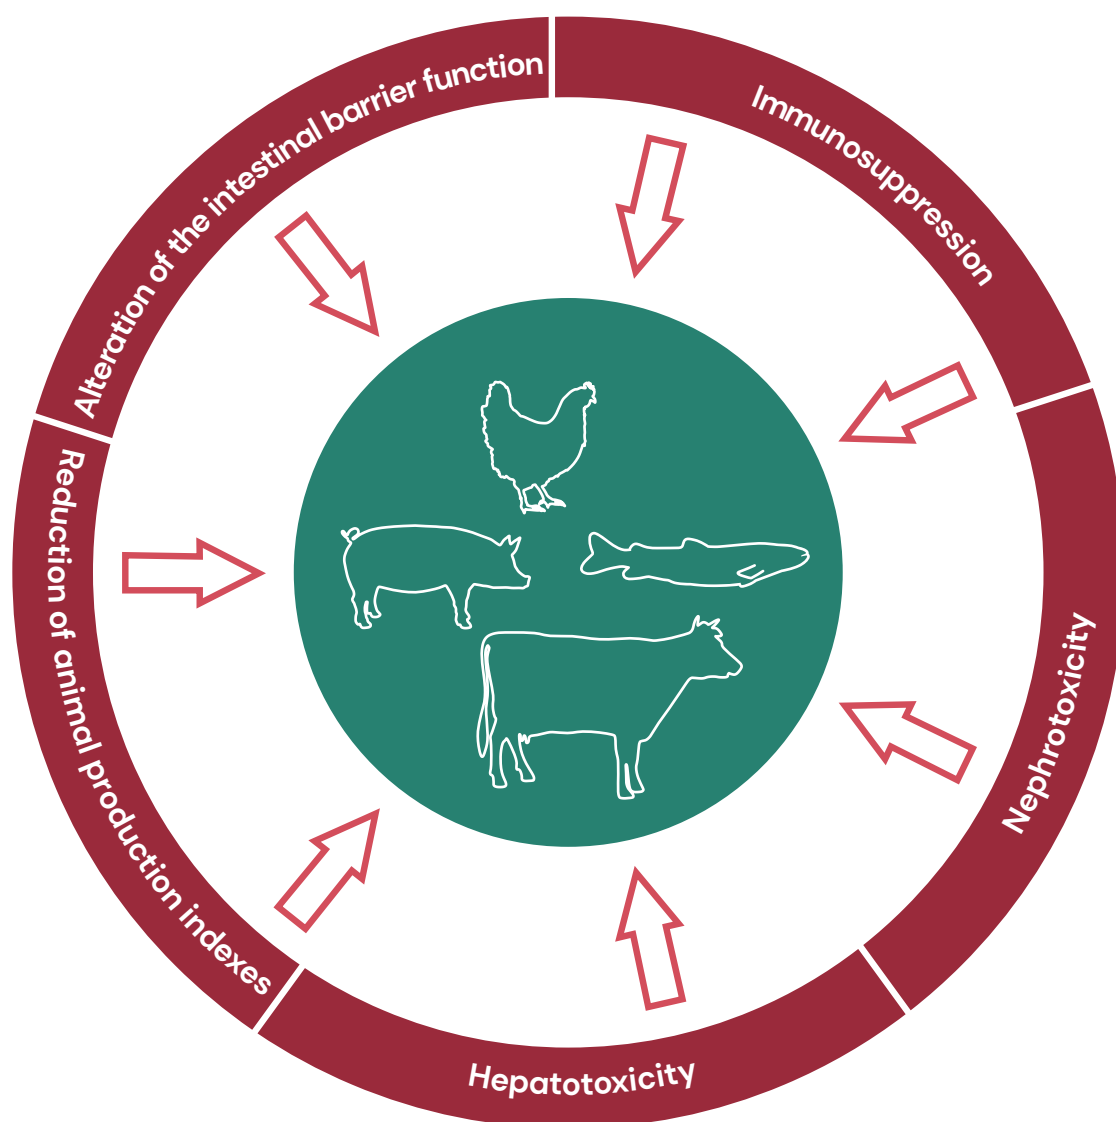 Alteration of the intestinal barrier function
Immunosuppression
Nephrotoxicity
Hepatotoxicity
Reduction of animal production indexes